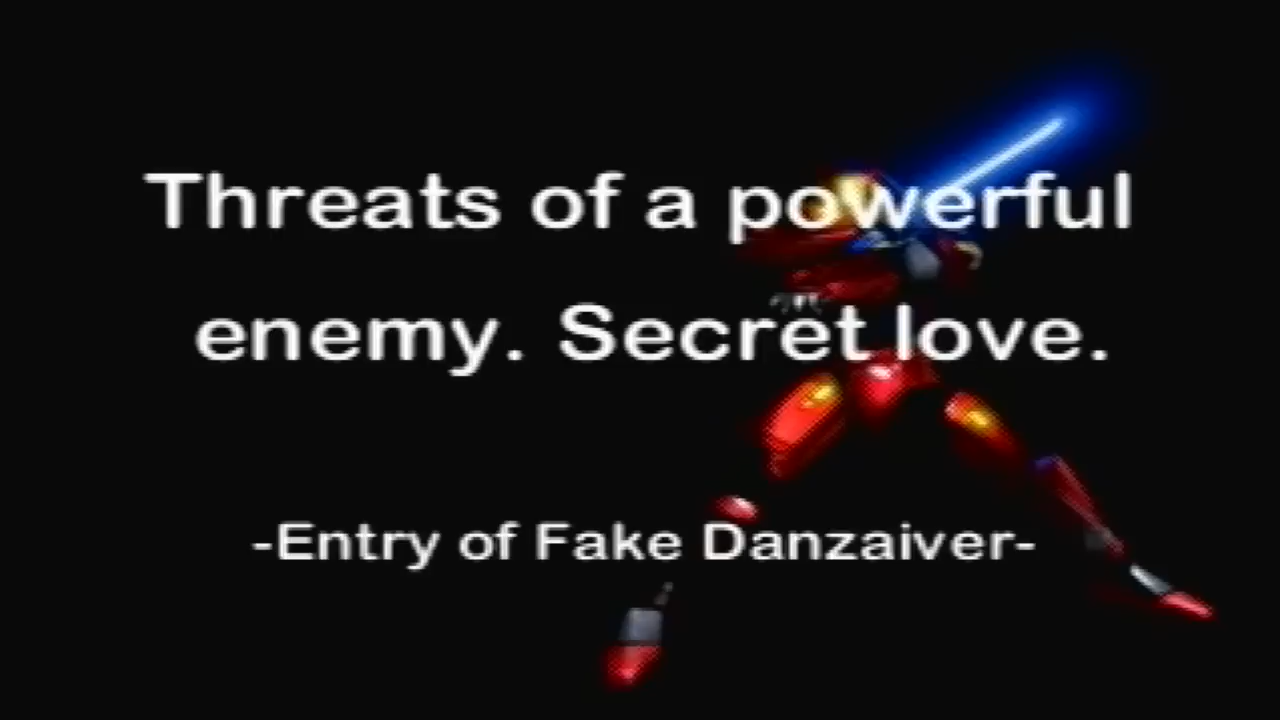 Threats of a powerful
enemy. Secret love.
-Entry of Fake Danzaiver-